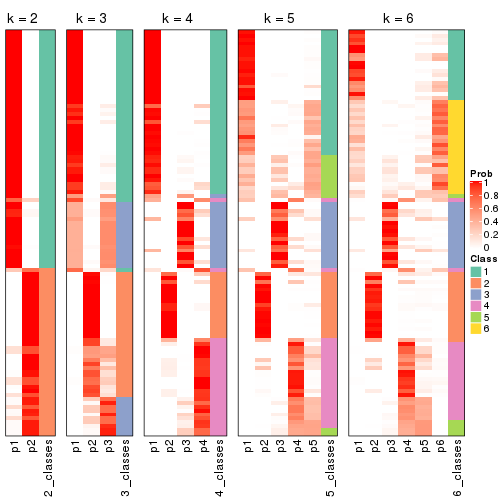 k = 2
k = 3
k = 4
k = 5
k = 6
Prob
1
0.8
0.6
0.4
0.2
0
Class
1
2
3
4
5
6
p1
p2
2_classes
p1
p2
p3
3_classes
p1
p2
p3
p4
4_classes
p1
p2
p3
p4
p5
5_classes
p1
p2
p3
p4
p5
p6
6_classes